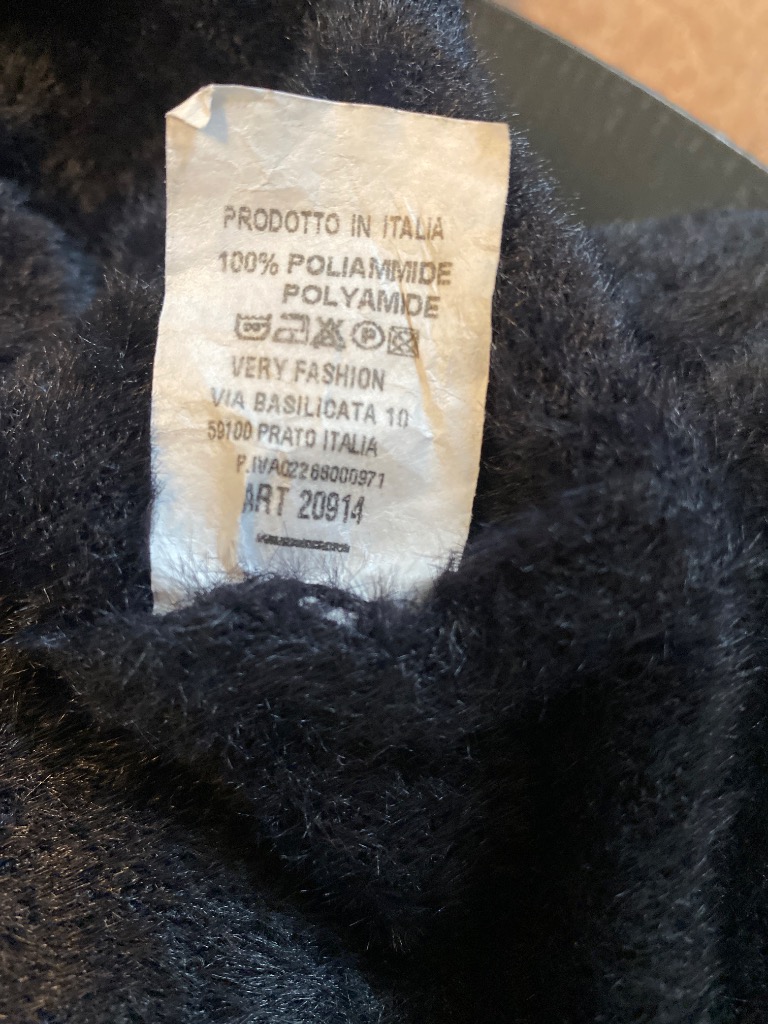 PRODOTTO IN ITALIA
100% POLIAMMIDE
POLYAMIDE
P
VERY FASHION
VIA BASILICATA 10
59100 PRATO ITALIA
P.IVA02268000971
ART 20914